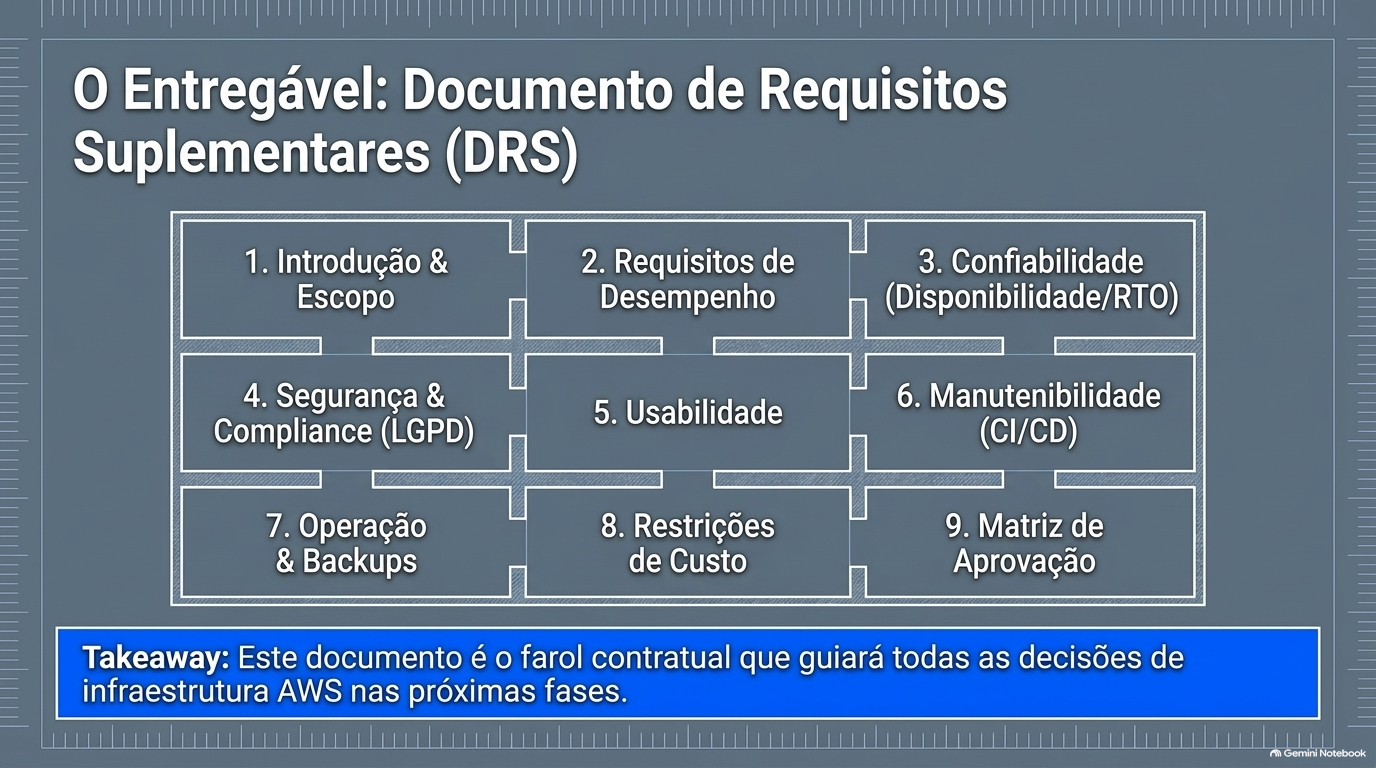 O Entregável: Documento de Requisitos
Suplementares (DRS)
1. Introdução &
Escopo
2. Requisitos de
Desempenho
3. Confiabilidade
(Disponibilidade/RTO)
4. Segurança &
Compliance (LGPD)
5. Usabilidade
6. Manutenibilidade
(CI/CD)
7. Operação
& Backups
8. Restrições
de Custo
9. Matriz de
Aprovação
Takeaway: Este documento é o farol contratual que guiará todas as decisões de
infraestrutura AWS nas próximas fases.
Gemini Notebook